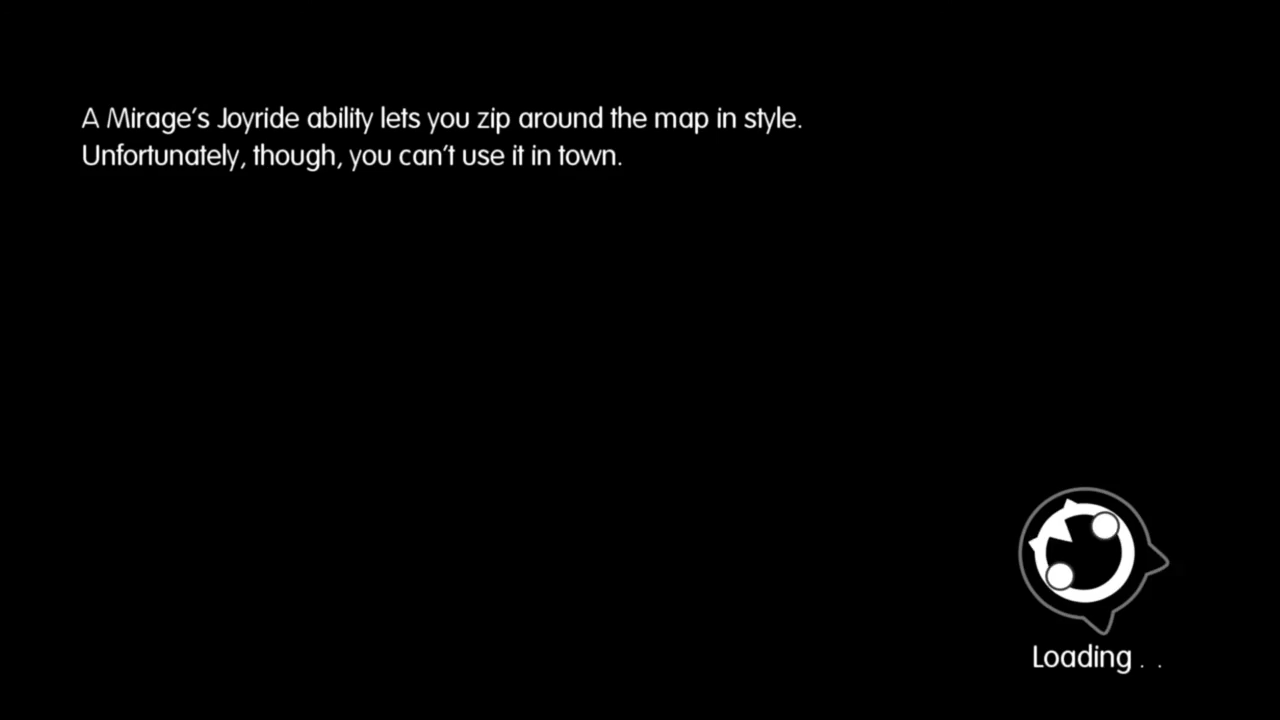 A Mirage's Joyride ability lets you zip around the map in style.
Unfortunately, though, you can't use it in town.
Loading . .